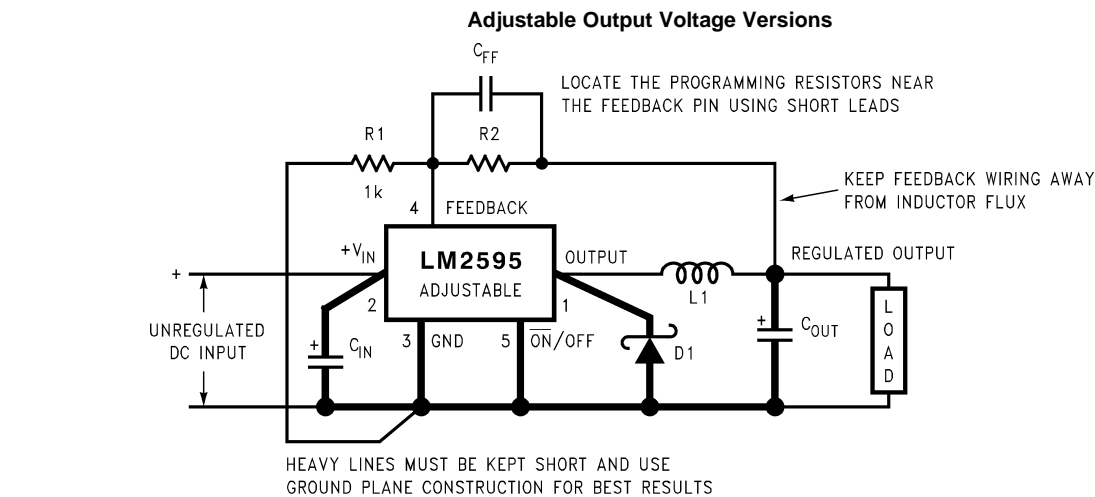 Adjustable Output Voltage Versions
CFF
LOCATE THE PROGRAMMING RESISTORS NEAR
THE FEEDBACK PIN USING SHORT LEADS
R1
R2
1k
KEEP FEEDBACK WIRING AWAY
FROM INDUCTOR FLUX
4 FEEDBACK
+VIN
LM2595
ADJUSTABLE
OUTPUT
REGULATED OUTPUT
+
2
1
L1
UNREGULATED
DC INPUT
+ CIN
3 GND
5 ON/OFF
D1
+ COUT
LOAD
HEAVY LINES MUST BE KEPT SHORT AND USE
GROUND PLANE CONSTRUCTION FOR BEST RESULTS